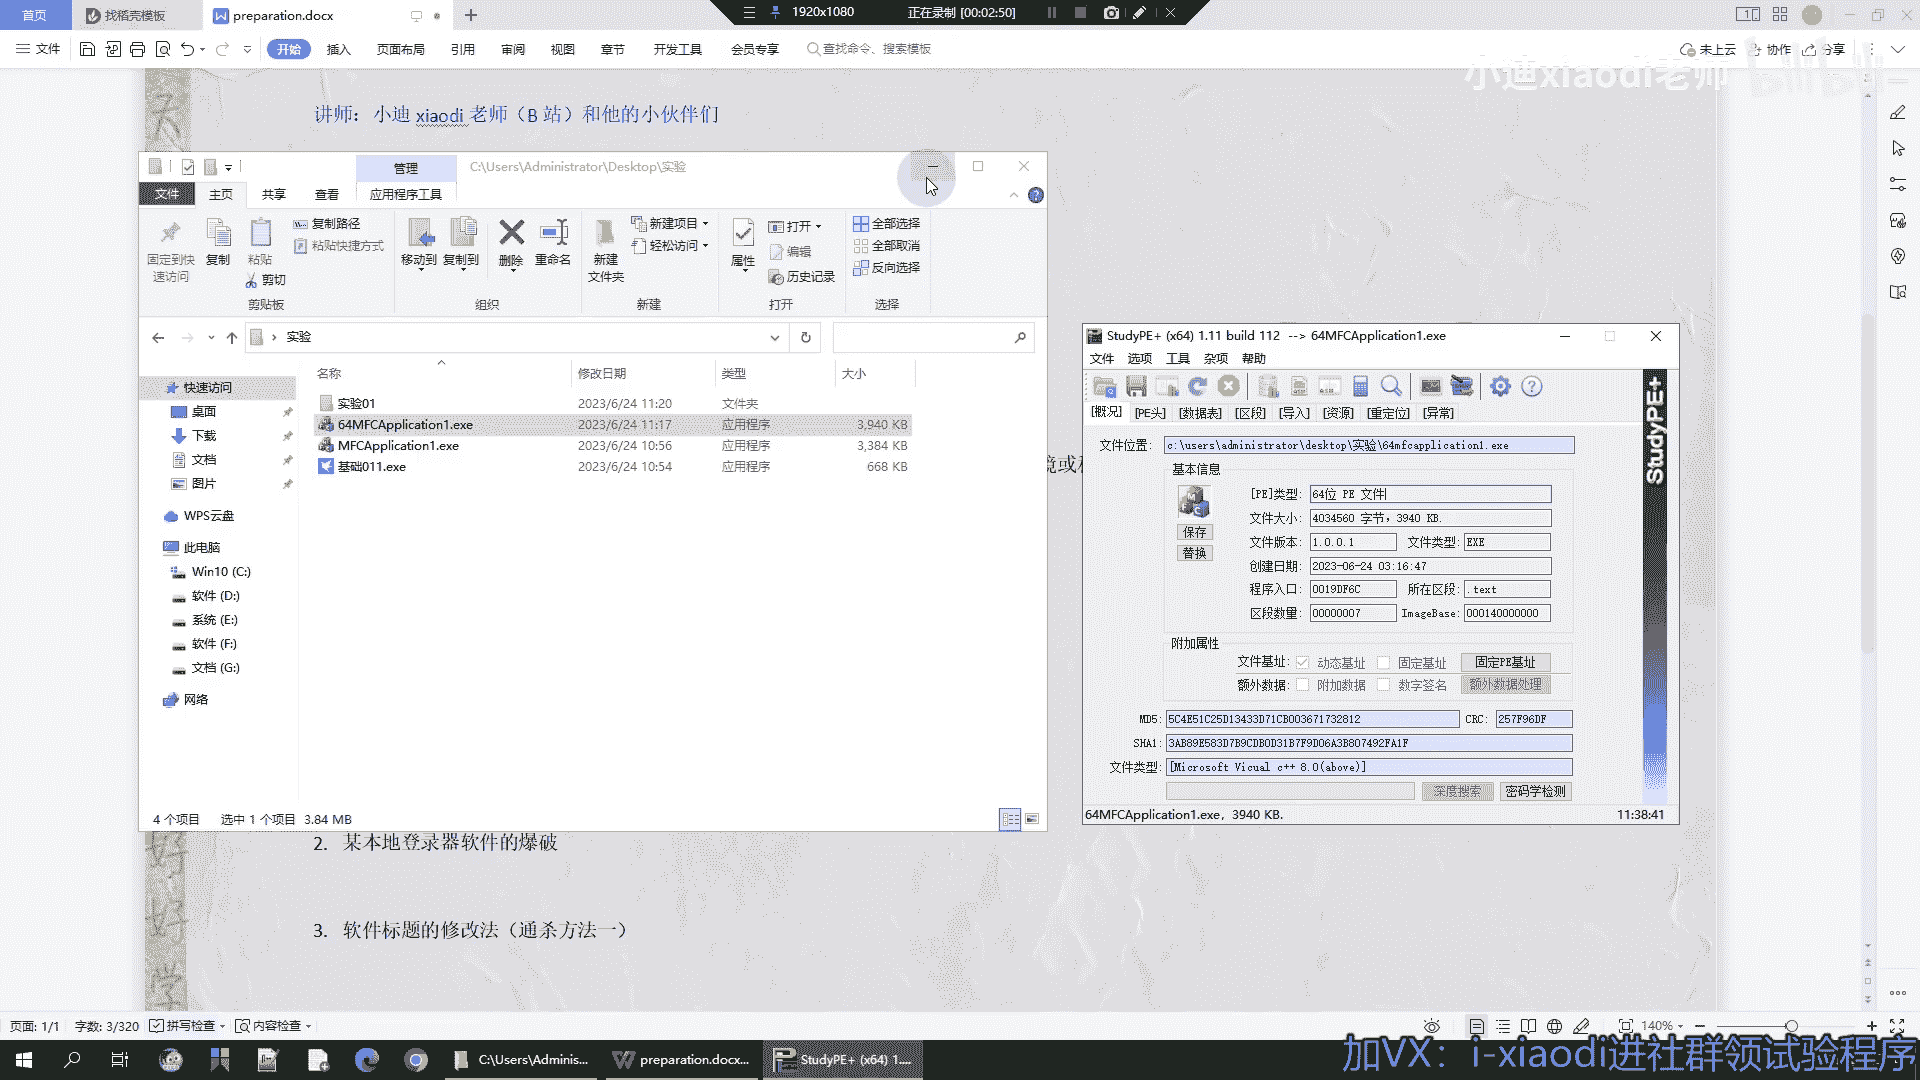 首页
找稻壳模板
preparation.docx
1920x1080
正在录制 [00:02:50]
文件
开始
插入
页面布局
引用
审阅
视图
章节
开发工具
会员专享
查找命令、搜索模板
未上云
协作
分享
小迪xiaodi老师
bilibili
讲师：小迪 xiaodi 老师（B 站）和他的小伙伴们
管理
C:\Users\Administrator\Desktop\实验
文件
主页
共享
查看
应用程序工具
固定到快速访问
复制
粘贴
复制路径
粘贴快捷方式
剪切
剪贴板
移动到
复制到
删除
重命名
组织
新建文件夹
新建项目
轻松访问
新建
属性
打开
编辑
历史记录
打开
全部选择
全部取消
反向选择
选择
实验
名称
修改日期
类型
大小
实验01 2023/6/24 11:20 文件夹
64MFCApplication1.exe 2023/6/24 11:17 应用程序 3,940 KB
MFCApplication1.exe 2023/6/24 10:56 应用程序 3,384 KB
基础011.exe 2023/6/24 10:54 应用程序 668 KB
快速访问
桌面
下载
文档
图片
WPS云盘
此电脑
Win10 (C:)
软件 (D:)
系统 (E:)
软件 (F:)
文档 (G:)
网络
4 个项目 选中 1 个项目 3.84 MB
StudyPE+ (x64) 1.11 build 112 --> 64MFCApplication1.exe
文件 选项 工具 杂项 帮助
[概况] [PE头] [数据表] [区段] [导入] [资源] [重定位] [异常]
文件位置: c:\users\administrator\desktop\实验\64mfcapplication1.exe
基本信息
保存
替换
[PE]类型: 64位 PE 文件
文件大小: 4034560 字节，3940 KB.
文件版本: 1.0.0.1 文件类型: EXE
创建日期: 2023-06-24 03:16:47
程序入口: 0019DF6C 所在区段: .text
区段数量: 00000007 ImageBase: 000140000000
附加属性
文件基址: 动态基址 固定基址 固定PE基址
额外数据: 附加数据 数字签名 额外数据处理
MD5: 5C4E51C25D13433D71CB003671732812 CRC: 257F96DF
SHA1: 3AB89E583D7B9CDB0D31B7F9D06A3B807492FA1F
文件类型: [Microsoft Visual c++ 8.0(above)]
深度搜索 密码学检测
64MFCApplication1.exe，3940 KB. 11:38:41
StudyPE+
2. 某本地登录器软件的爆破
3. 软件标题的修改法（通杀方法一）
页面: 1/1 字数: 3/320 拼写检查 内容检查
140%
C:\Users\Adminis...
preparation.docx...
StudyPE+ (x64) 1....
加VX：i-xiaodi进社群领试验程序